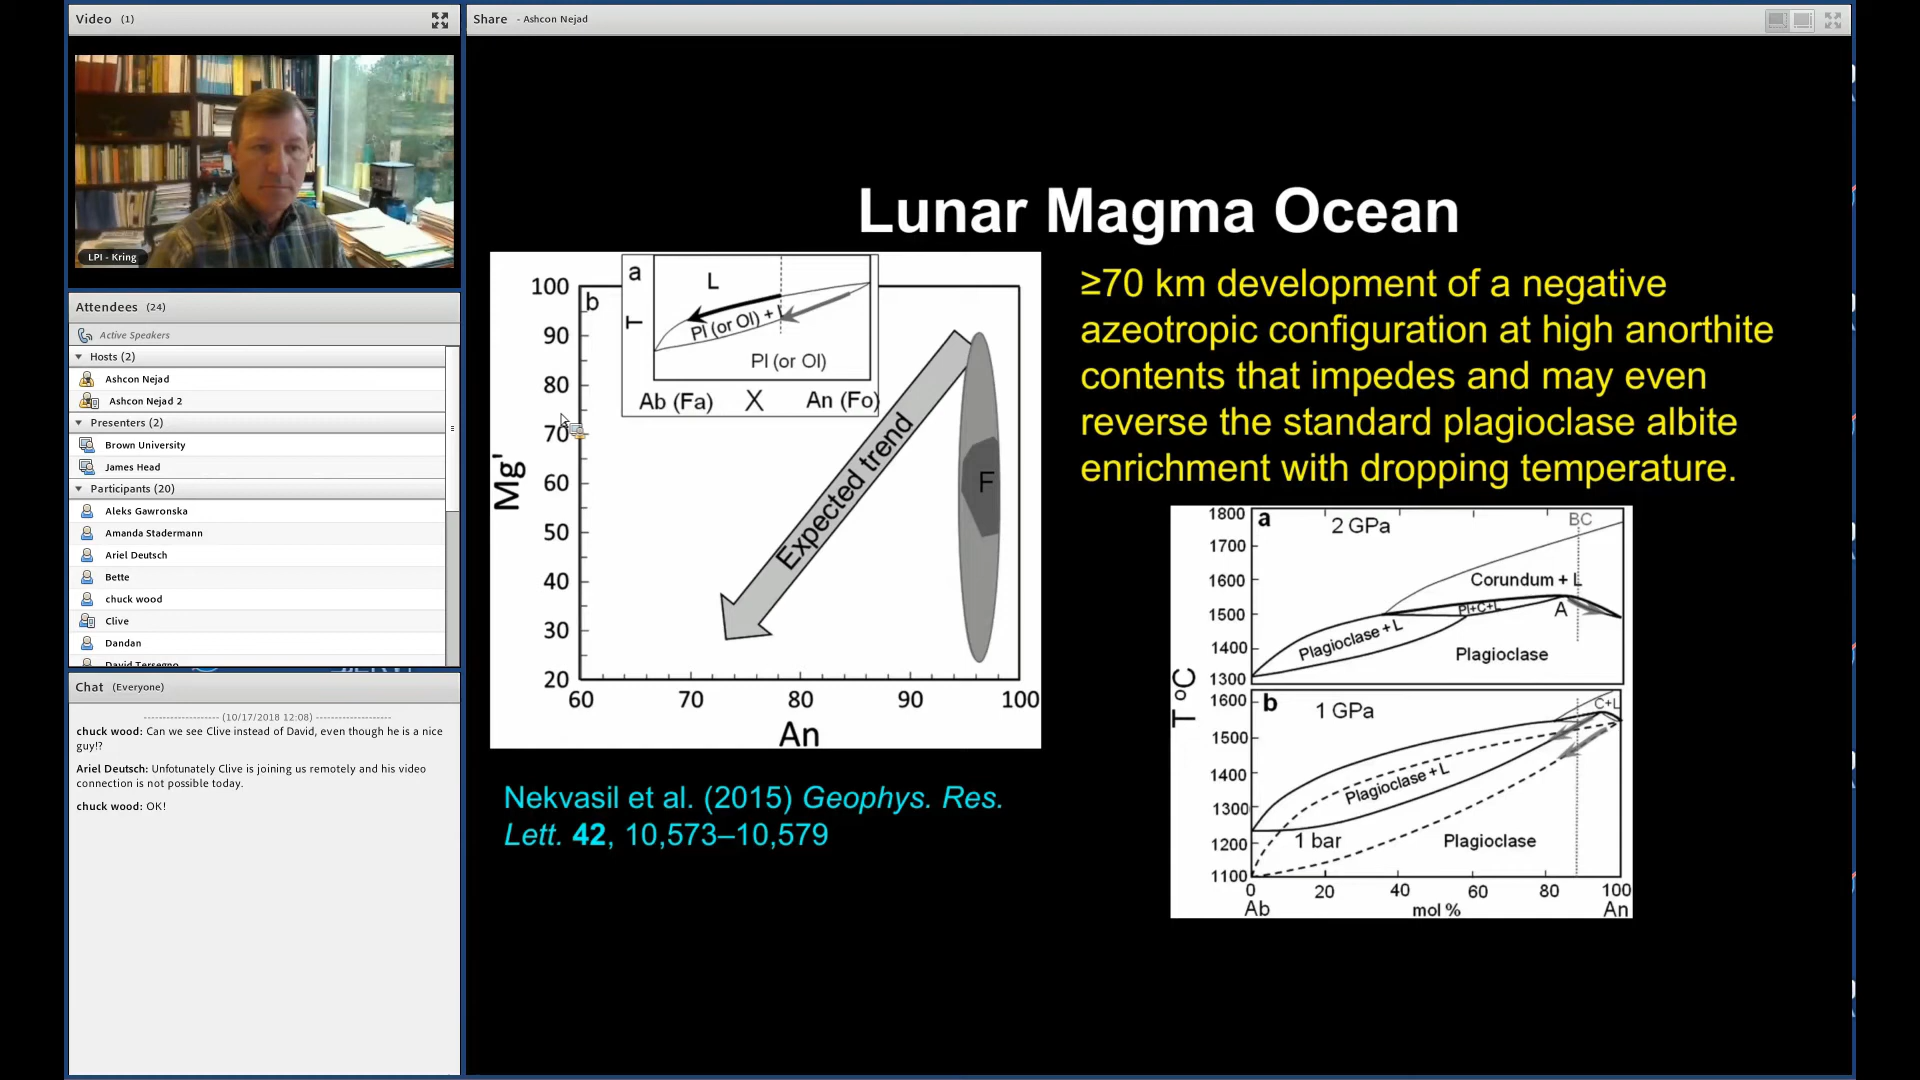 Video (1)
LPI - Kring
Attendees (24)
Active Speakers
Hosts (2)
Ashcon Nejad
Ashcon Nejad 2
Presenters (2)
Brown University
James Head
Participants (20)
Aleks Gawronska
Amanda Stadermann
Ariel Deutsch
Bette
chuck wood
Clive
Dandan
David Tersegno
Chat (Everyone)
-------------------- (10/17/2018 12:08) --------------------
chuck wood: Can we see Clive instead of David, even though he is a nice
guy!?
Ariel Deutsch: Unfotunately Clive is joining us remotely and his video
connection is not possible today.
chuck wood: OK!
Share - Ashcon Nejad
Lunar Magma Ocean
a
L
T
Pl (or Ol) + L
Pl (or Ol)
Ab (Fa) X An (Fo)
b
Mg'
100
90
80
70
60
50
40
30
20
Expected trend
F
60 70 80 90 100
An
≥70 km development of a negative
azeotropic configuration at high anorthite
contents that impedes and may even
reverse the standard plagioclase albite
enrichment with dropping temperature.
Nekvasil et al. (2015) Geophys. Res.
Lett. 42, 10,573–10,579
a
2 GPa
BC
1800
1700
1600
1500
1400
1300
Corundum + L
Pl+C+L
A
Plagioclase + L
Plagioclase
T °C
b
1 GPa
C+L
1600
1500
1400
1300
1200
1100
Plagioclase + L
1 bar
Plagioclase
0 20 40 60 80 100
Ab mol % An